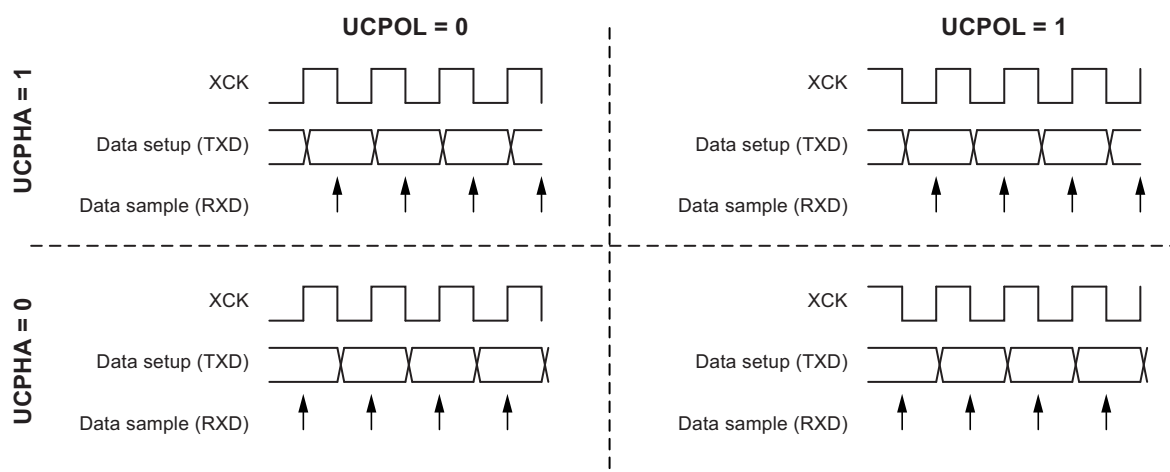 UCPOL = 0
UCPOL = 1
UCPHA = 1
XCK
Data setup (TXD)
Data sample (RXD)
XCK
Data setup (TXD)
Data sample (RXD)
UCPHA = 0
XCK
Data setup (TXD)
Data sample (RXD)
XCK
Data setup (TXD)
Data sample (RXD)